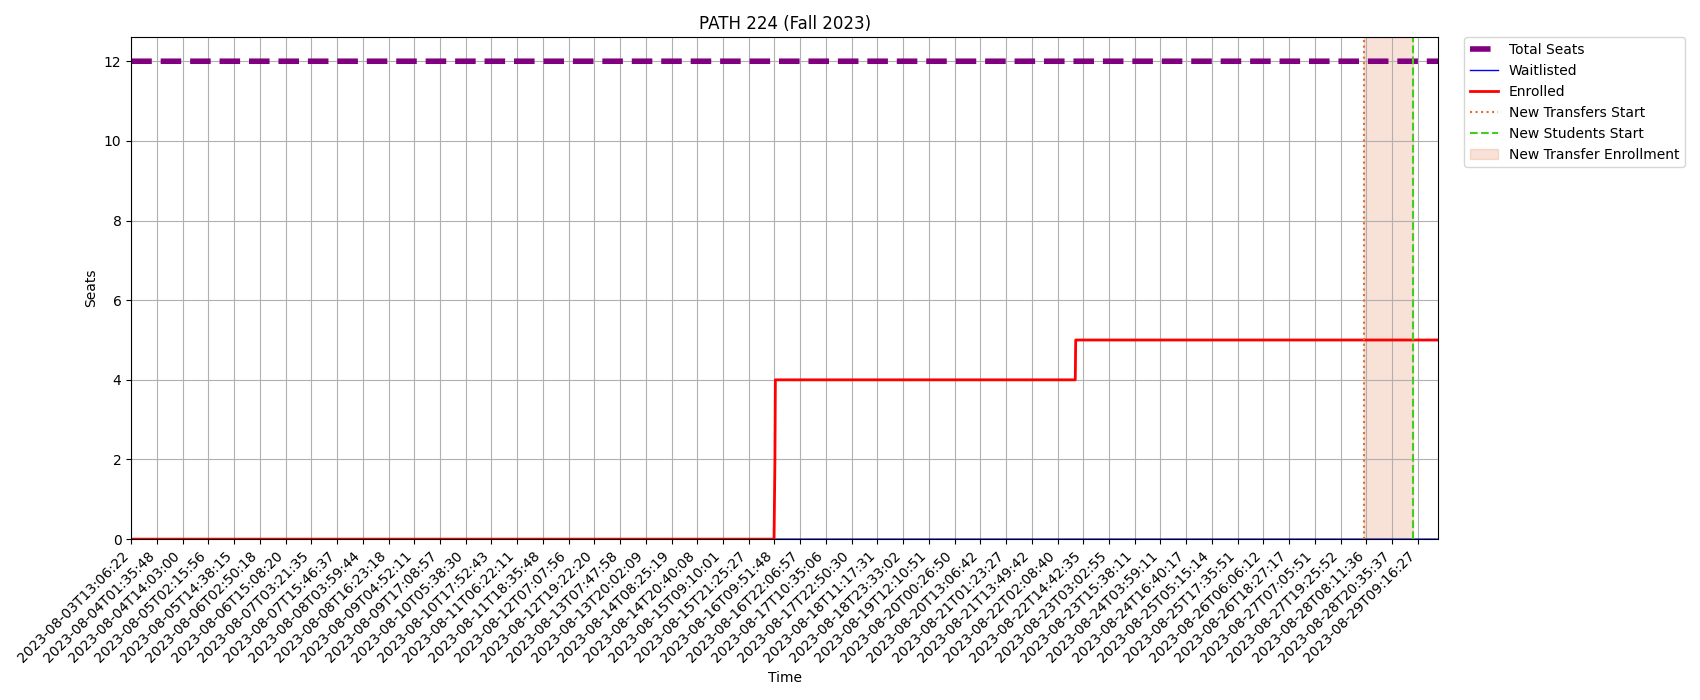 PATH 224 (Fall 2023)
Seats
12
10
8
6
4
2
0
2023-08-03T13:06:22
2023-08-04T01:35:48
2023-08-04T14:03:00
2023-08-05T02:15:56
2023-08-05T14:38:15
2023-08-06T02:50:18
2023-08-06T15:08:20
2023-08-07T03:21:35
2023-08-07T15:46:37
2023-08-08T03:59:44
2023-08-08T16:23:18
2023-08-09T04:52:11
2023-08-09T17:08:57
2023-08-10T05:38:30
2023-08-10T17:52:43
2023-08-11T06:22:11
2023-08-11T18:35:48
2023-08-12T07:07:56
2023-08-12T19:22:20
2023-08-13T07:47:58
2023-08-13T20:02:09
2023-08-14T08:25:19
2023-08-14T20:40:08
2023-08-15T09:10:01
2023-08-15T21:25:27
2023-08-16T09:51:48
2023-08-16T22:06:57
2023-08-17T10:35:06
2023-08-17T22:50:30
2023-08-18T11:17:31
2023-08-18T23:33:02
2023-08-19T12:10:51
2023-08-20T00:26:50
2023-08-20T13:06:42
2023-08-21T01:23:27
2023-08-21T13:49:42
2023-08-22T02:08:40
2023-08-22T14:42:35
2023-08-23T03:02:55
2023-08-23T15:38:11
2023-08-24T03:59:11
2023-08-24T16:40:17
2023-08-25T05:15:14
2023-08-25T17:35:51
2023-08-26T06:06:12
2023-08-26T18:27:17
2023-08-27T07:05:51
2023-08-27T19:25:52
2023-08-28T08:11:36
2023-08-28T20:35:37
2023-08-29T09:16:27
Time
Total Seats
Waitlisted
Enrolled
New Transfers Start
New Students Start
New Transfer Enrollment